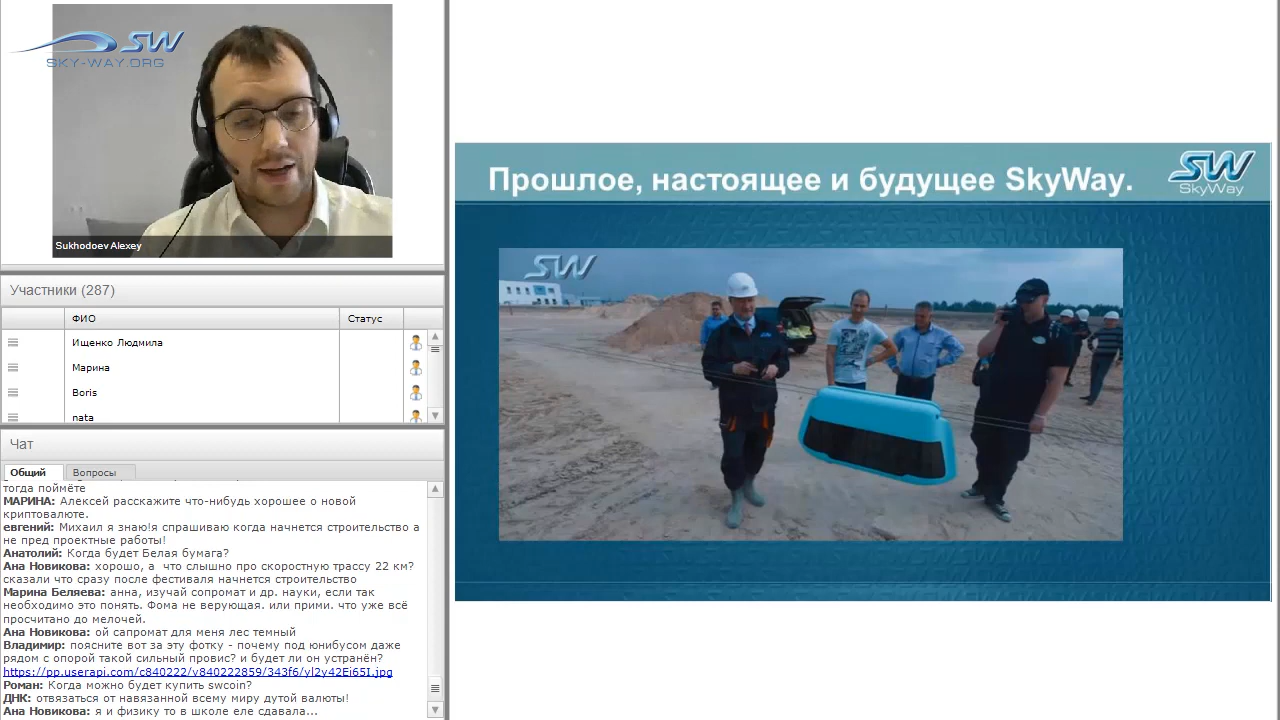 SW
SKY-WAY.ORG
Sukhodoev Alexey
Участники (287)
ФИО
Статус
Ищенко Людмила
Марина
Boris
nata
Чат
Общий
Вопросы
тогда поймёте
МАРИНА: Алексей расскажите что-нибудь хорошее о новой
криптовалюте.
евгений: Михаил я знаю!я спрашиваю когда начнется строительство а
не пред проектные работы!
Анатолий: Когда будет Белая бумага?
Ана Новикова: хорошо, а что слышно про скоростную трассу 22 км?
сказали что сразу после фестиваля начнется строительство
Марина Беляева: анна, изучай сопромат и др. науки, если так
необходимо это понять. Фома не верующая. или прими. что уже всё
просчитано до мелочей.
Ана Новикова: ой сапромат для меня лес темный
Владимир: поясните вот за эту фотку - почему под юнибусом даже
рядом с опорой такой сильный провис? и будет ли он устранён?
https://pp.userapi.com/c840222/v840222859/343f6/yl2y42Ei65I.jpg
Роман: Когда можно будет купить swcoin?
ДНК: отвязаться от навязанной всему миру дутой валюты!
Ана Новикова: я и физику то в школе еле сдавала...
Прошлое, настоящее и будущее SkyWay.
SW
SkyWay
SW